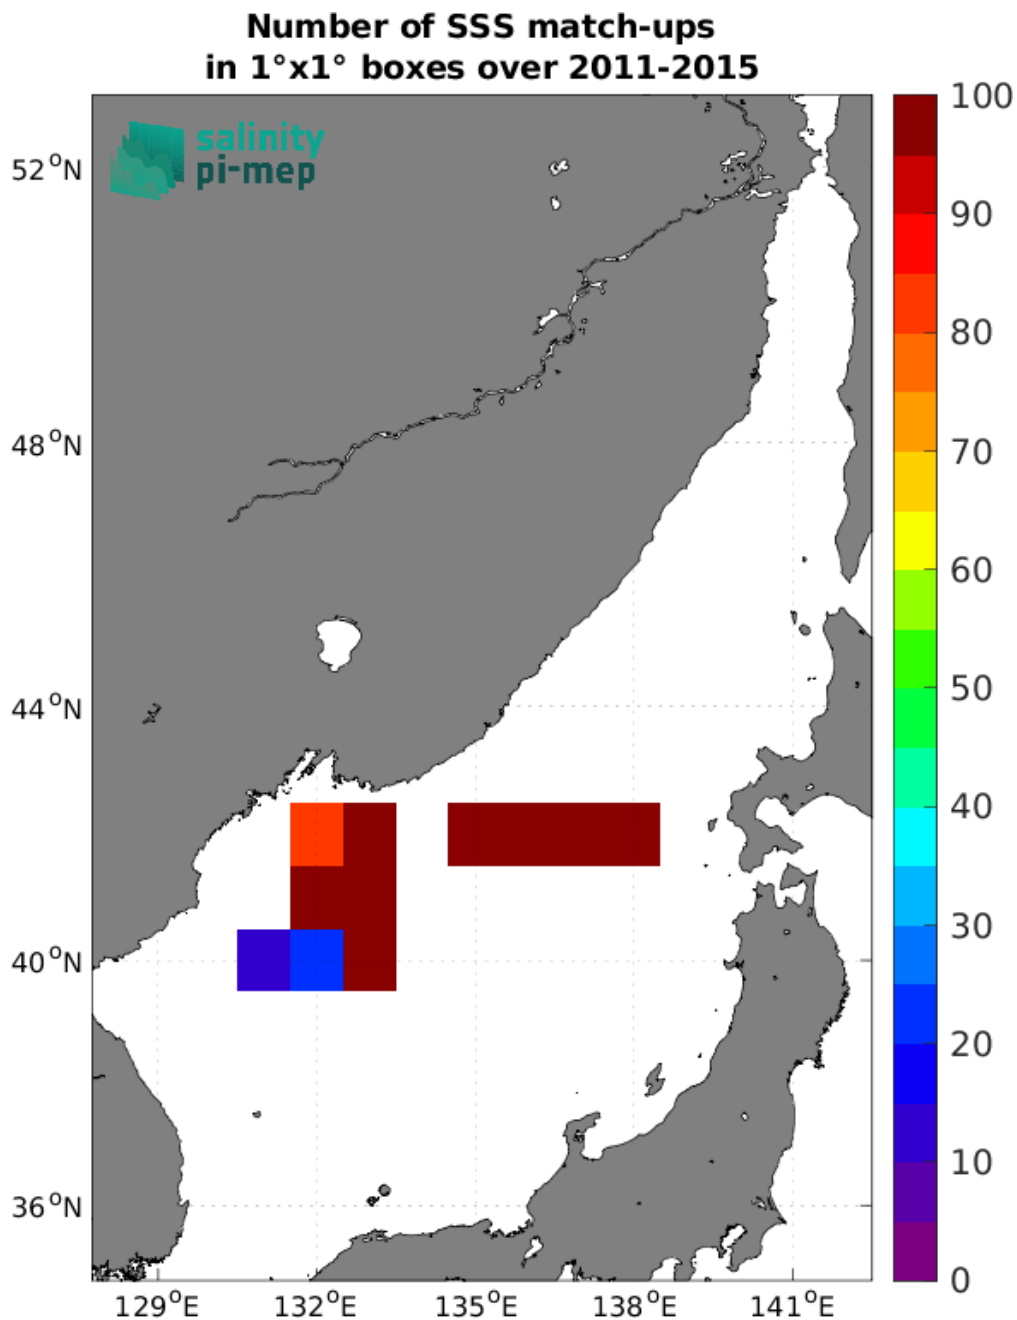 Number of SSS match-ups
in 1°x1° boxes over 2011-2015
salinity
pi-mep
52°N
48°N
44°N
40°N
36°N
129°E 132°E 135°E 138°E 141°E
100
90
80
70
60
50
40
30
20
10
0